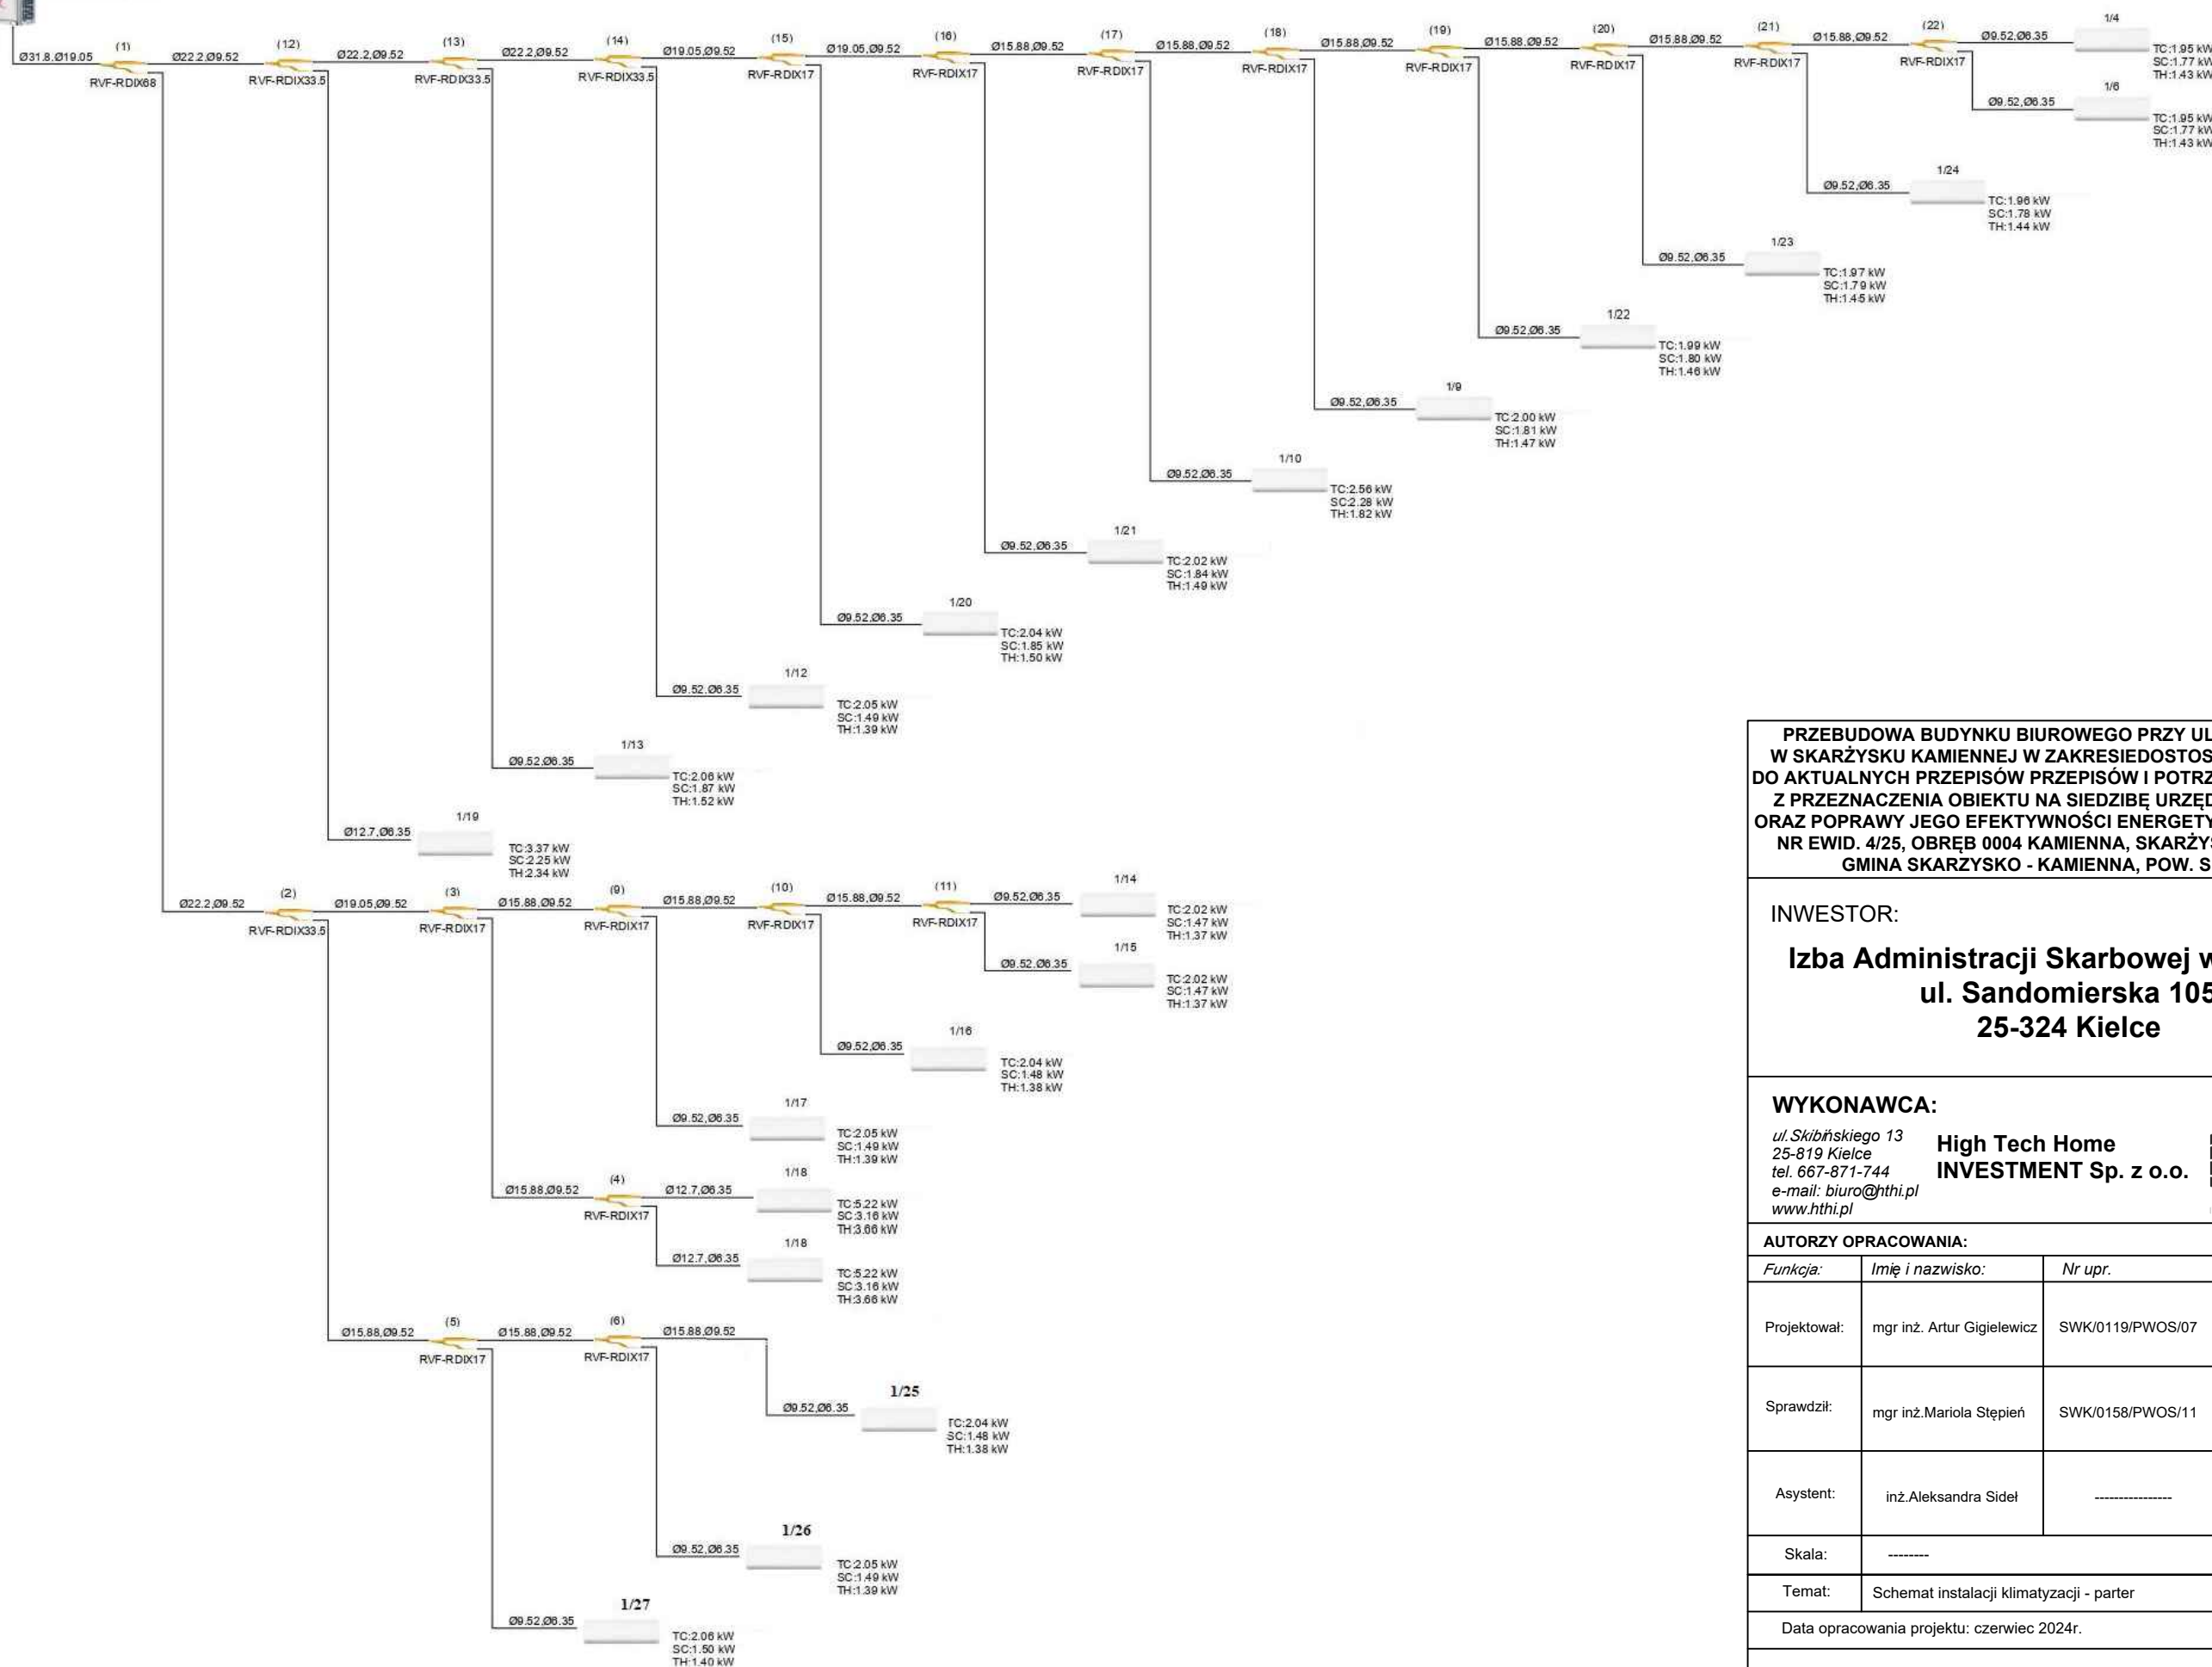 Ø31.8.Ø19.05
(1)
RVF-RDIX68
Ø22.2,Ø9.52
(12)
RVF-RDIX33.5
Ø22.2,Ø9.52
(13)
RVF-RDIX33.5
Ø22.2,Ø9.52
(14)
RVF-RDIX33.5
Ø19.05,Ø9.52
(15)
RVF-RDIX17
Ø19.05,Ø9.52
(16)
RVF-RDIX17
Ø15.88,Ø9.52
(17)
RVF-RDIX17
Ø15.88,Ø9.52
(18)
RVF-RDIX17
Ø15.88,Ø9.52
(19)
RVF-RDIX17
Ø15.88,Ø9.52
(20)
RVF-RDIX17
Ø15.88,Ø9.52
(21)
RVF-RDIX17
Ø15.88,Ø9.52
(22)
RVF-RDIX17
Ø9.52,Ø6.35
1/4
TC:1.95 kW
SC:1.77 kW
TH:1.43 kW
Ø9.52,Ø6.35
1/6
TC:1.95 kW
SC:1.77 kW
TH:1.43 kW
Ø9.52,Ø6.35
1/24
TC:1.96 kW
SC:1.78 kW
TH:1.44 kW
Ø9.52,Ø6.35
1/23
TC:1.97 kW
SC:1.79 kW
TH:1.45 kW
Ø9.52,Ø6.35
1/22
TC:1.99 kW
SC:1.80 kW
TH:1.46 kW
Ø9.52,Ø6.35
1/9
TC:2.00 kW
SC:1.81 kW
TH:1.47 kW
Ø9.52,Ø6.35
1/10
TC:2.56 kW
SC:2.28 kW
TH:1.82 kW
Ø9.52,Ø6.35
1/21
TC:2.02 kW
SC:1.84 kW
TH:1.49 kW
Ø9.52,Ø6.35
1/20
TC:2.04 kW
SC:1.85 kW
TH:1.50 kW
Ø9.52,Ø6.35
1/12
TC:2.05 kW
SC:1.49 kW
TH:1.39 kW
Ø9.52,Ø6.35
1/13
TC:2.06 kW
SC:1.87 kW
TH:1.52 kW
Ø12.7,Ø6.35
1/19
TC:3.37 kW
SC:2.25 kW
TH:2.34 kW
Ø22.2,Ø9.52
(2)
RVF-RDIX33.5
Ø19.05,Ø9.52
(3)
RVF-RDIX17
Ø15.88,Ø9.52
(9)
RVF-RDIX17
Ø15.88,Ø9.52
(10)
RVF-RDIX17
Ø15.88,Ø9.52
(11)
RVF-RDIX17
Ø9.52,Ø6.35
1/14
TC:2.02 kW
SC:1.47 kW
TH:1.37 kW
Ø9.52,Ø6.35
1/15
TC:2.02 kW
SC:1.47 kW
TH:1.37 kW
Ø9.52,Ø6.35
1/16
TC:2.04 kW
SC:1.48 kW
TH:1.38 kW
Ø9.52,Ø6.35
1/17
TC:2.05 kW
SC:1.49 kW
TH:1.39 kW
Ø15.88,Ø9.52
(4)
RVF-RDIX17
Ø12.7,Ø6.35
1/18
TC:5.22 kW
SC:3.16 kW
TH:3.66 kW
Ø12.7,Ø6.35
1/18
TC:5.22 kW
SC:3.16 kW
TH:3.66 kW
Ø15.88,Ø9.52
(5)
RVF-RDIX17
Ø15.88,Ø9.52
(6)
RVF-RDIX17
Ø15.88,Ø9.52
Ø9.52,Ø6.35
1/25
TC:2.04 kW
SC:1.48 kW
TH:1.38 kW
Ø9.52,Ø6.35
1/26
TC:2.05 kW
SC:1.49 kW
TH:1.39 kW
Ø9.52,Ø6.35
1/27
TC:2.06 kW
SC:1.50 kW
TH:1.40 kW
PRZEBUDOWA BUDYNKU BIUROWEGO PRZY UL
W SKARŻYSKU KAMIENNEJ W ZAKRESIEDOSTOS
DO AKTUALNYCH PRZEPISÓW PRZEPISÓW I POTRZ
Z PRZEZNACZENIA OBIEKTU NA SIEDZIBĘ URZĘD
ORAZ POPRAWY JEGO EFEKTYWNOŚCI ENERGETY
NR EWID. 4/25, OBRĘB 0004 KAMIENNA, SKARŻYS
GMINA SKARZYSKO - KAMIENNA, POW. S
INWESTOR:
Izba Administracji Skarbowej w
ul. Sandomierska 105
25-324 Kielce
WYKONAWCA:
ul.Skibińskiego 13
25-819 Kielce
tel. 667-871-744
e-mail: biuro@hthi.pl
www.hthi.pl
High Tech Home
INVESTMENT Sp. z o.o.
AUTORZY OPRACOWANIA:
Funkcja: Imię i nazwisko: Nr upr.
Projektował: mgr inż. Artur Gigielewicz SWK/0119/PWOS/07
Sprawdził: mgr inż.Mariola Stępień SWK/0158/PWOS/11
Asystent: inż.Aleksandra Sideł ----------------
Skala: --------
Temat: Schemat instalacji klimatyzacji - parter
Data opracowania projektu: czerwiec 2024r.